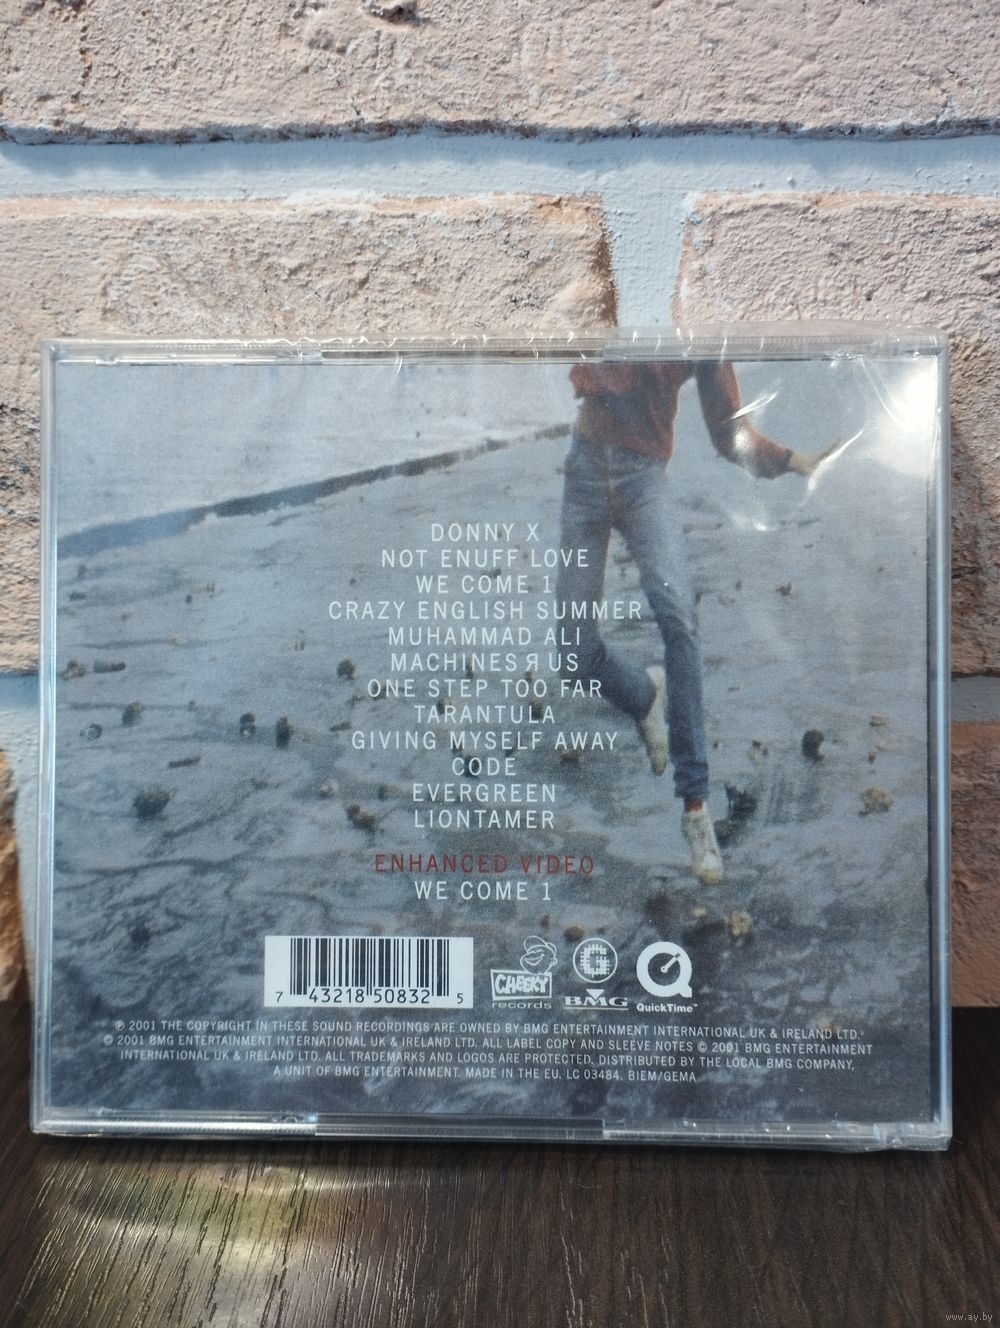 DONNY X
NOT ENUFF LOVE
WE COME 1
CRAZY ENGLISH SUMMER
MUHAMMAD ALI
MACHINES Я US
ONE STEP TOO FAR
TARANTULA
GIVING MYSELF AWAY
CODE
EVERGREEN
LIONTAMER
ENHANCED VIDEO
WE COME 1
7 43218 50832 5
CHEEKY
records
G
BMG
QuickTime™
℗ 2001 THE COPYRIGHT IN THESE SOUND RECORDINGS ARE OWNED BY BMG ENTERTAINMENT INTERNATIONAL UK & IRELAND LTD.
© 2001 BMG ENTERTAINMENT INTERNATIONAL UK & IRELAND LTD. ALL LABEL COPY AND SLEEVE NOTES © 2001 BMG ENTERTAINMENT
INTERNATIONAL UK & IRELAND LTD. ALL TRADEMARKS AND LOGOS ARE PROTECTED. DISTRIBUTED BY THE LOCAL BMG COMPANY,
A UNIT OF BMG ENTERTAINMENT. MADE IN THE EU. LC 03484. BIEM/GEMA
www.ay.by